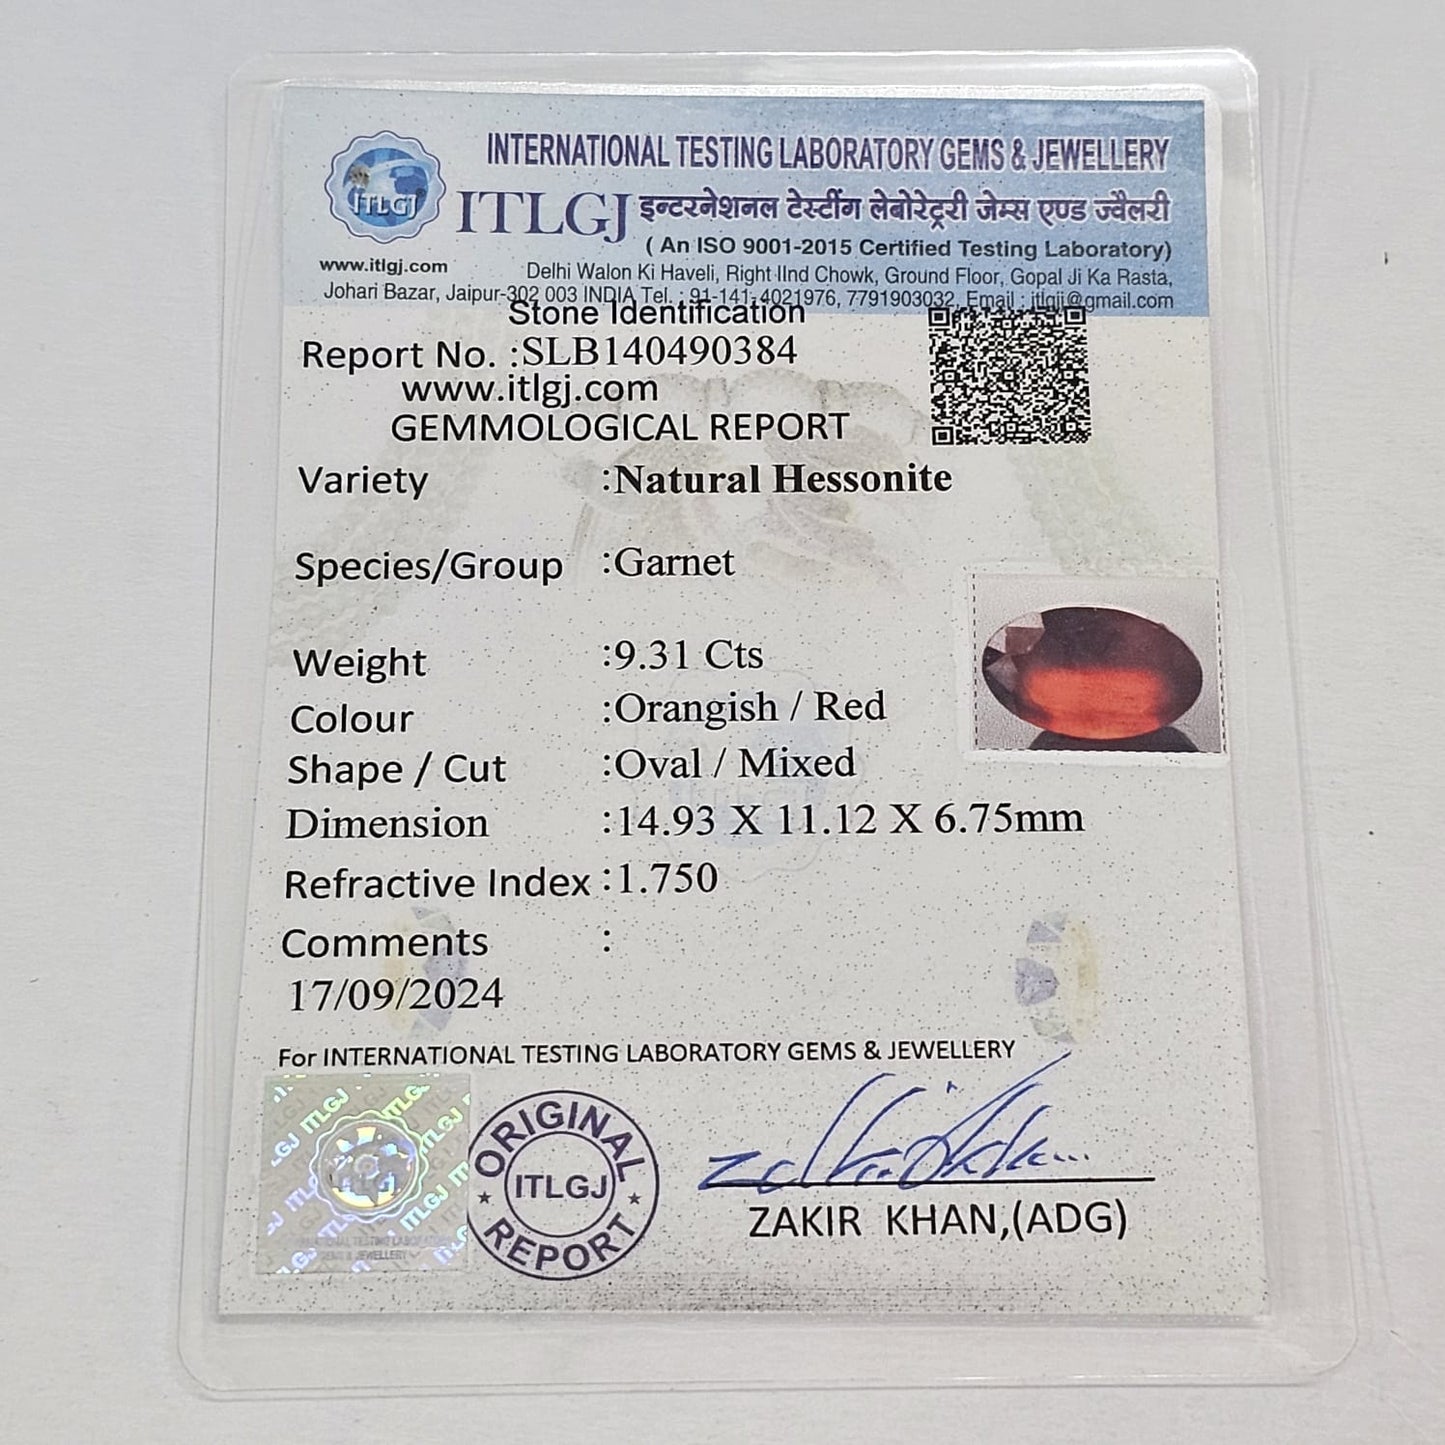 INTERNATIONAL TESTING LABORATORY GEMS & JEWELLERY
ITLGJ
ITLGJ इन्टरनेशनल टेस्टींग लेबोरेट्ररी जेम्स एण्ड ज्वैलरी
( An ISO 9001-2015 Certified Testing Laboratory)
www.itlgj.com Delhi Walon Ki Haveli, Right IInd Chowk, Ground Floor, Gopal Ji Ka Rasta,
Johari Bazar, Jaipur-302 003 INDIA Tel. : 91-141-4021976, 7791903032, Email : itlgjj@gmail.com
Stone Identification
Report No. :SLB140490384
www.itlgj.com
GEMMOLOGICAL REPORT
Variety :Natural Hessonite
Species/Group :Garnet
Weight :9.31 Cts
Colour :Orangish / Red
Shape / Cut :Oval / Mixed
Dimension :14.93 X 11.12 X 6.75mm
Refractive Index :1.750
Comments :
17/09/2024
For INTERNATIONAL TESTING LABORATORY GEMS & JEWELLERY
ITLGJ
ORIGINAL
ITLGJ
REPORT
ZAKIR KHAN,(ADG)